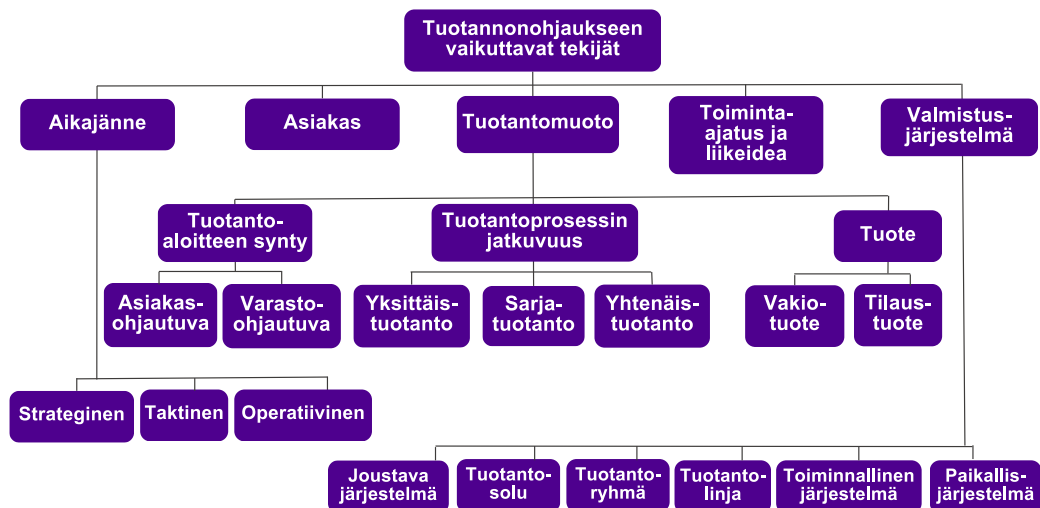 Tuotannonohjaukseen
vaikuttavat tekijät
Aikajänne
Asiakas
Tuotantomuoto
Toiminta-
ajatus ja
liikeidea
Valmistus-
järjestelmä
Tuotanto-
aloitteen synty
Tuotantoprosessin
jatkuvuus
Tuote
Asiakas-
ohjautuva
Varasto-
ohjautuva
Yksittäis-
tuotanto
Sarja-
tuotanto
Yhtenäis-
tuotanto
Vakio-
tuote
Tilaus-
tuote
Strateginen
Taktinen
Operatiivinen
Joustava
järjestelmä
Tuotanto-
solu
Tuotanto-
ryhmä
Tuotanto-
linja
Toiminnallinen
järjestelmä
Paikallis-
järjestelmä